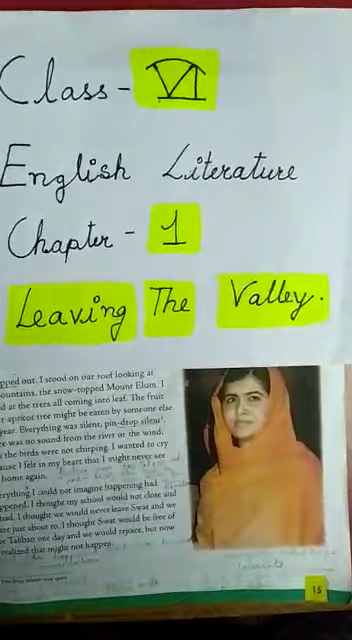 Class - VI
English Literature
Chapter - 1
Leaving The Valley.
pped out. I stood on our roof looking at
ountains, the snow-topped Mount Elum. I
d at the trees all coming into leaf. The fruit
r apricot tree might be eaten by someone else
year. Everything was silent, pin-drop silent¹.
re was no sound from the river or the wind.
s the birds were not chirping. I wanted to cry
ause I felt in my heart that I might never see
home again.
erything I could not imagine happening had
ppened. I thought my school would not close and
had. I thought we would never leave Swat and we
ere just about to. I thought Swat would be free of
e Taliban one day and we would rejoice, but now
realized that might not happen.
15